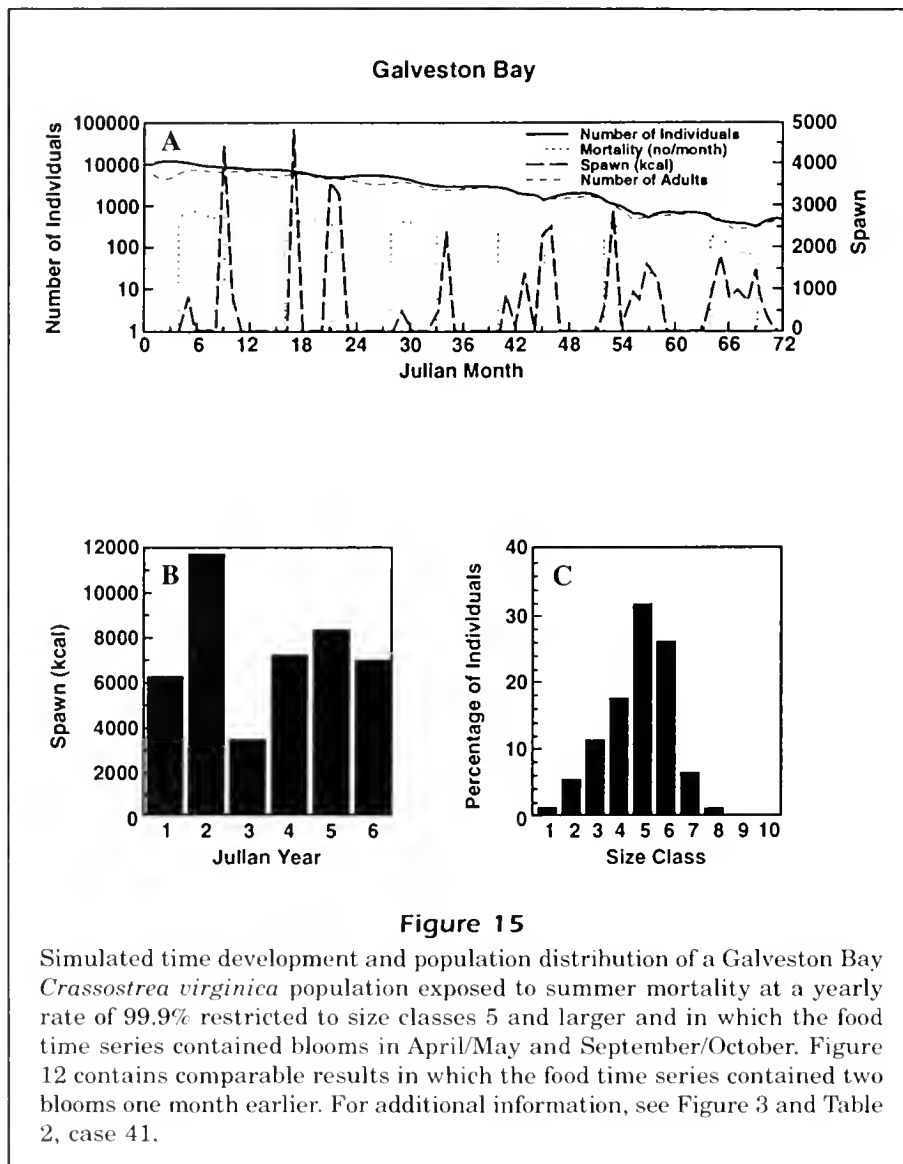 Galveston Bay
A
Number of Individuals
100000
10000
1000
100
10
1
Number of Individuals
Mortality (no/month)
Spawn (kcal)
Number of Adults
5000
4000
3000
2000
1000
0
Spawn
0 6 12 18 24 30 36 42 48 54 60 66 72
Julian Month
B
Spawn (kcal)
12000
10000
8000
6000
4000
2000
0
1 2 3 4 5 6
Julian Year
C
Percentage of Individuals
40
30
20
10
0
1 2 3 4 5 6 7 8 9 10
Size Class
Figure 15
Simulated time development and population distribution of a Galveston Bay
Crassostrea virginica population exposed to summer mortality at a yearly
rate of 99.9% restricted to size classes 5 and larger and in which the food
time series contained blooms in April/May and September/October. Figure
12 contains comparable results in which the food time series contained two
blooms one month earlier. For additional information, see Figure 3 and Table
2, case 41.